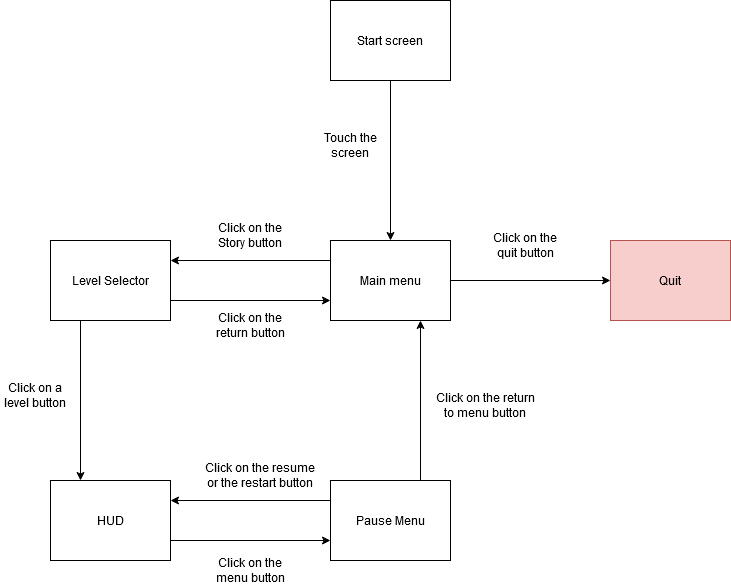 Start screen
Touch the
screen
Click on the
Story button
Click on the
quit button
Level Selector
Main menu
Quit
Click on the
return button
Click on a
level button
Click on the return
to menu button
Click on the resume
or the restart button
HUD
Pause Menu
Click on the
menu button